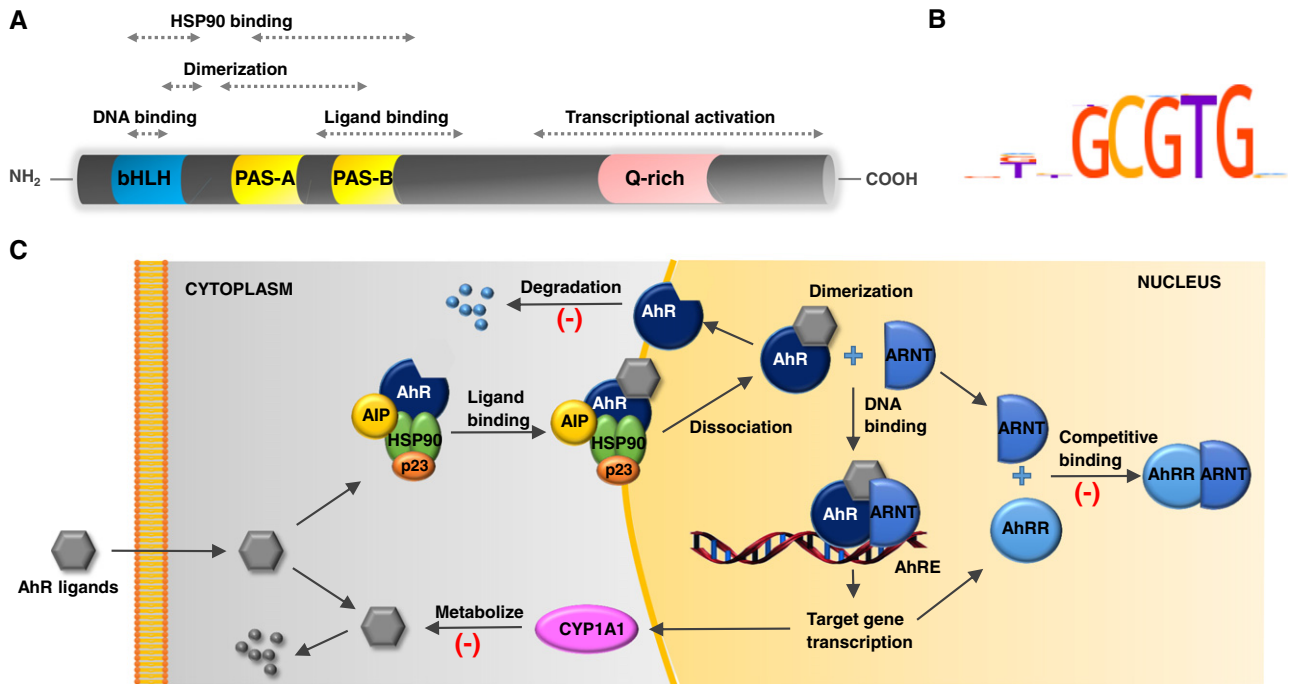 A
HSP90 binding
Dimerization
DNA binding
Ligand binding
Transcriptional activation
NH2
bHLH
PAS-A
PAS-B
Q-rich
COOH
B
GCGTG
T
C
CYTOPLASM
NUCLEUS
Degradation
(-)
AhR
Dimerization
AhR
ARNT
AhR
AIP
HSP90
p23
Ligand
binding
AhR
AIP
HSP90
p23
Dissociation
DNA
binding
ARNT
Competitive
binding
(-)
AhRR
ARNT
AhRR
AhR
ARNT
AhRE
AhR ligands
Metabolize
(-)
CYP1A1
Target gene
transcription